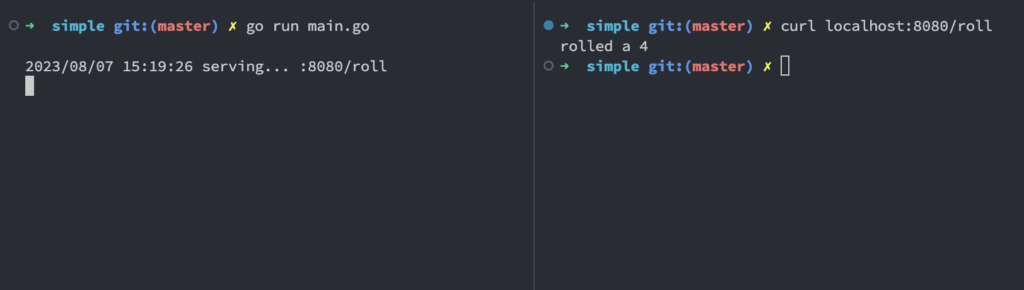 ➜ simple git:(master) ✗ go run main.go
2023/08/07 15:19:26 serving... :8080/roll
➜ simple git:(master) ✗ curl localhost:8080/roll
rolled a 4
➜ simple git:(master) ✗